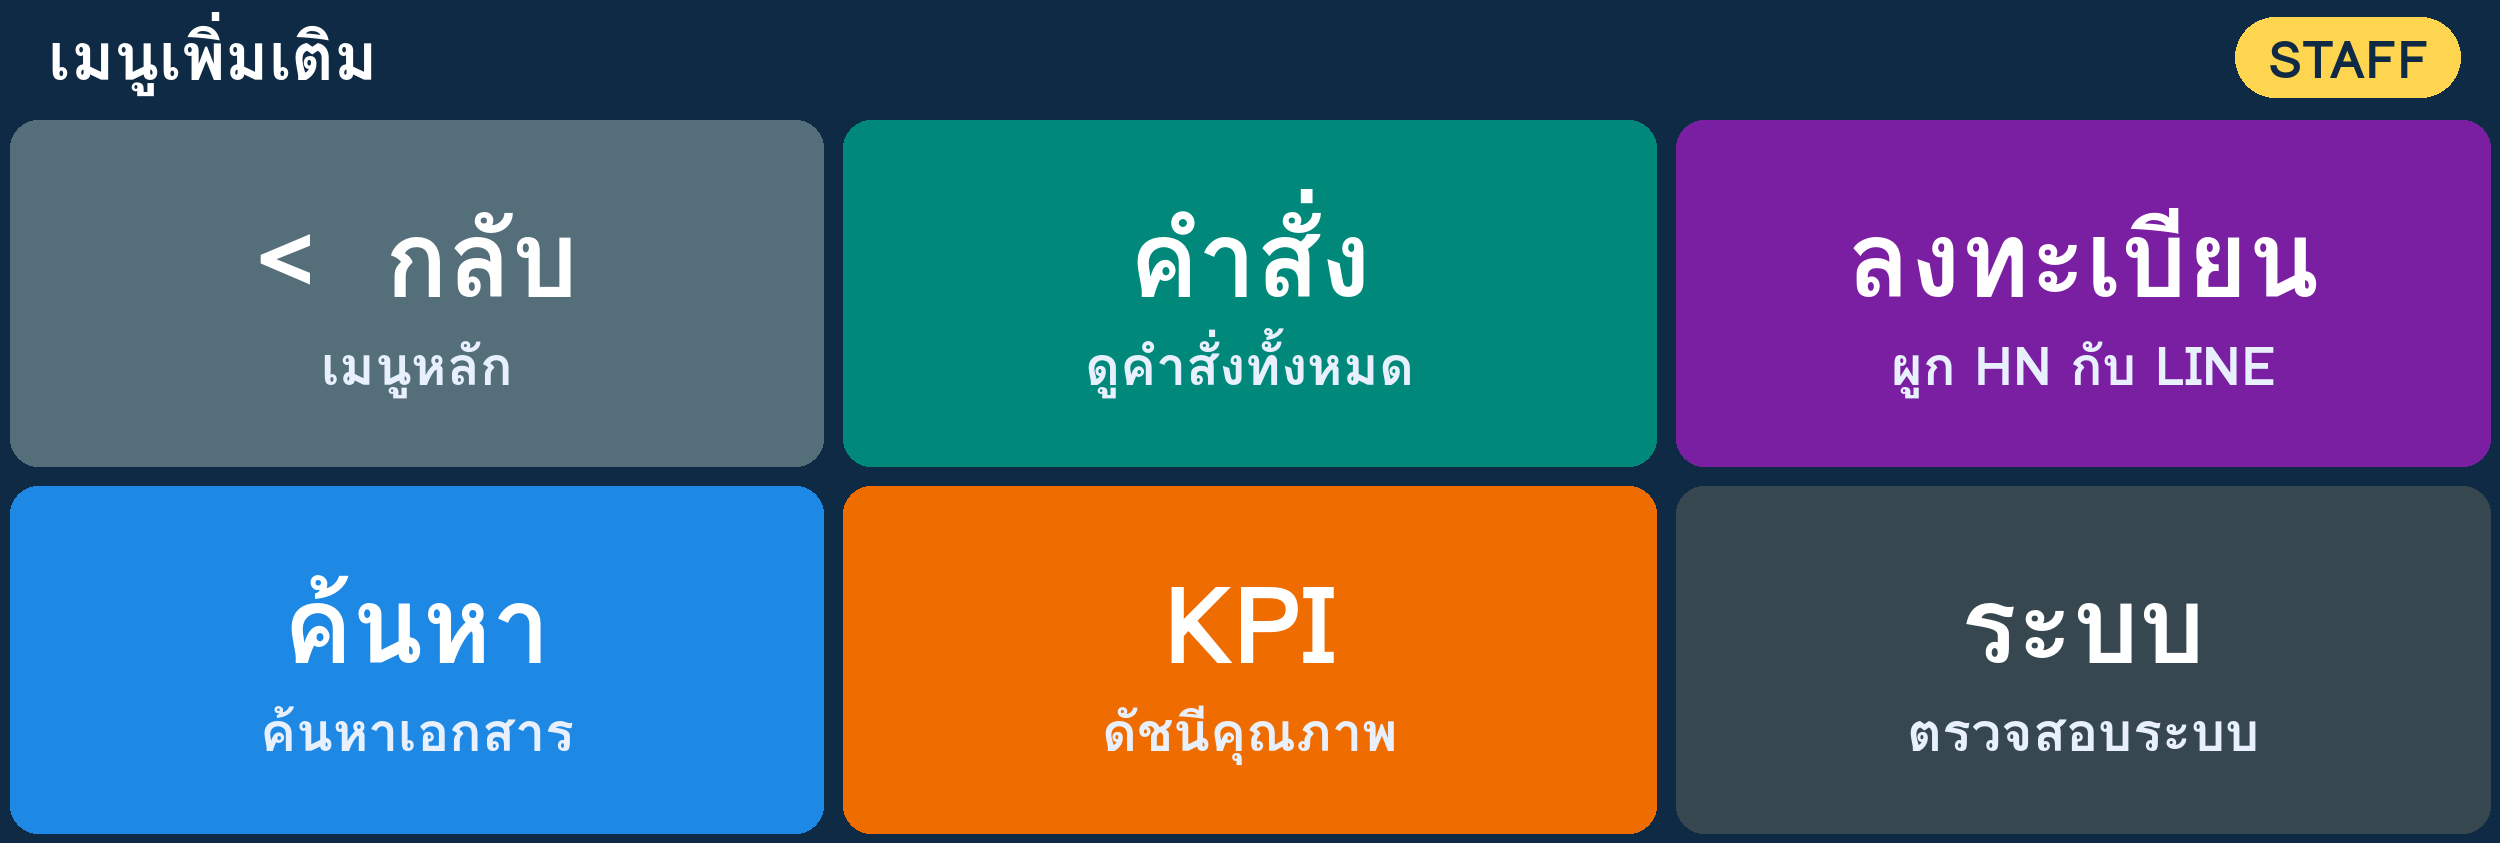 เมนูเพิ่มเติม
STAFF
< กลับ
เมนูหลัก
คำสั่ง
ดูคำสั่งทั้งหมด
ลงทะเบียน
ผูก HN กับ LINE
ค้นหา
ค้นหาเอกสาร
KPI
ดัชนีคุณภาพ
ระบบ
ตรวจสอบระบบ